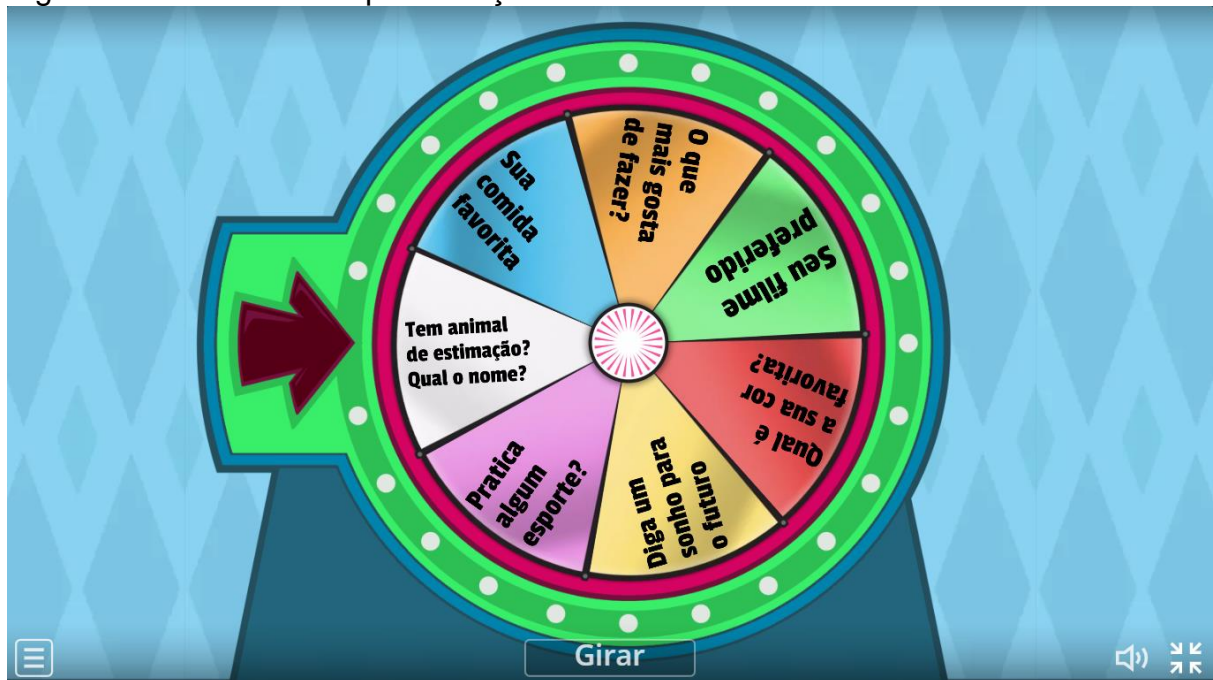 O que
mais gosta
de fazer?
Seu filme
preferido
Qual é
a sua cor
favorita?
Diga um
sonho para
o futuro
Pratica
algum
esporte?
Tem animal
de estimação?
Qual o nome?
Sua
comida
favorita
Girar